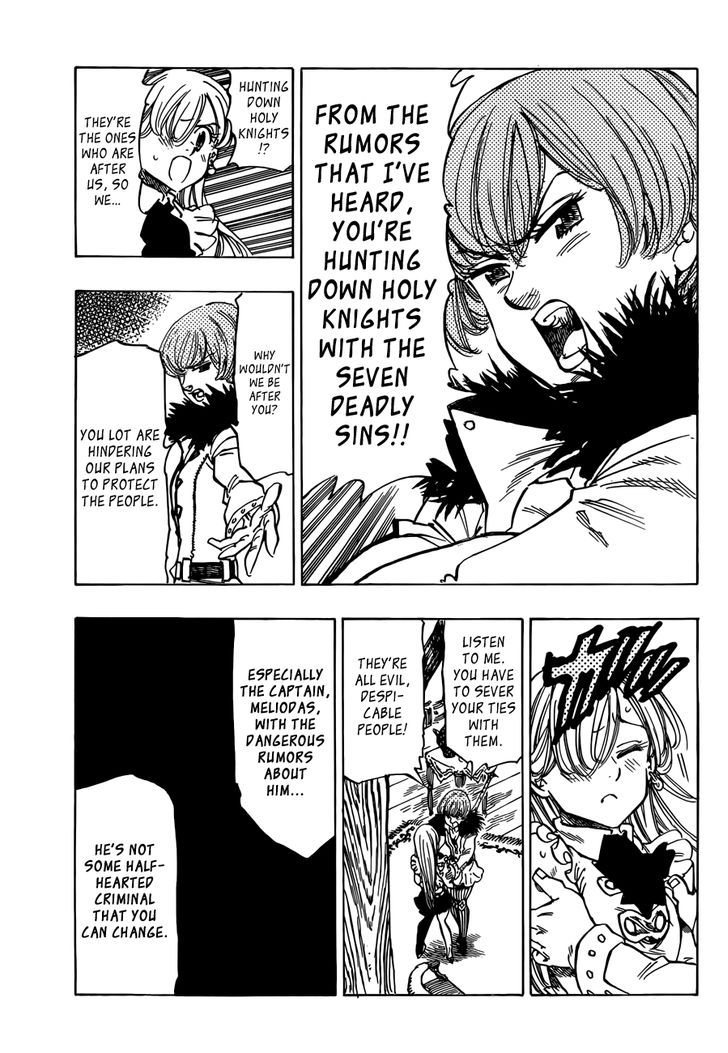 FROM THE
RUMORS
THAT I'VE
HEARD,
YOU'RE
HUNTING
DOWN HOLY
KNIGHTS
WITH THE
SEVEN
DEADLY
SINS!!
HUNTING
DOWN
HOLY
KNIGHTS
!?
THEY'RE
THE ONES
WHO ARE
AFTER
US, SO
WE...
WHY
WOULDN'T
WE BE
AFTER
YOU?
YOU LOT ARE
HINDERING
OUR PLANS
TO PROTECT
THE PEOPLE.
LISTEN
TO ME.
YOU HAVE
TO SEVER
YOUR TIES
WITH
THEM.
THEY'RE
ALL EVIL,
DESPI-
CABLE
PEOPLE!
ESPECIALLY
THE CAPTAIN,
MELIODAS,
WITH THE
DANGEROUS
RUMORS
ABOUT
HIM...
HE'S NOT
SOME HALF-
HEARTED
CRIMINAL
THAT YOU
CAN CHANGE.